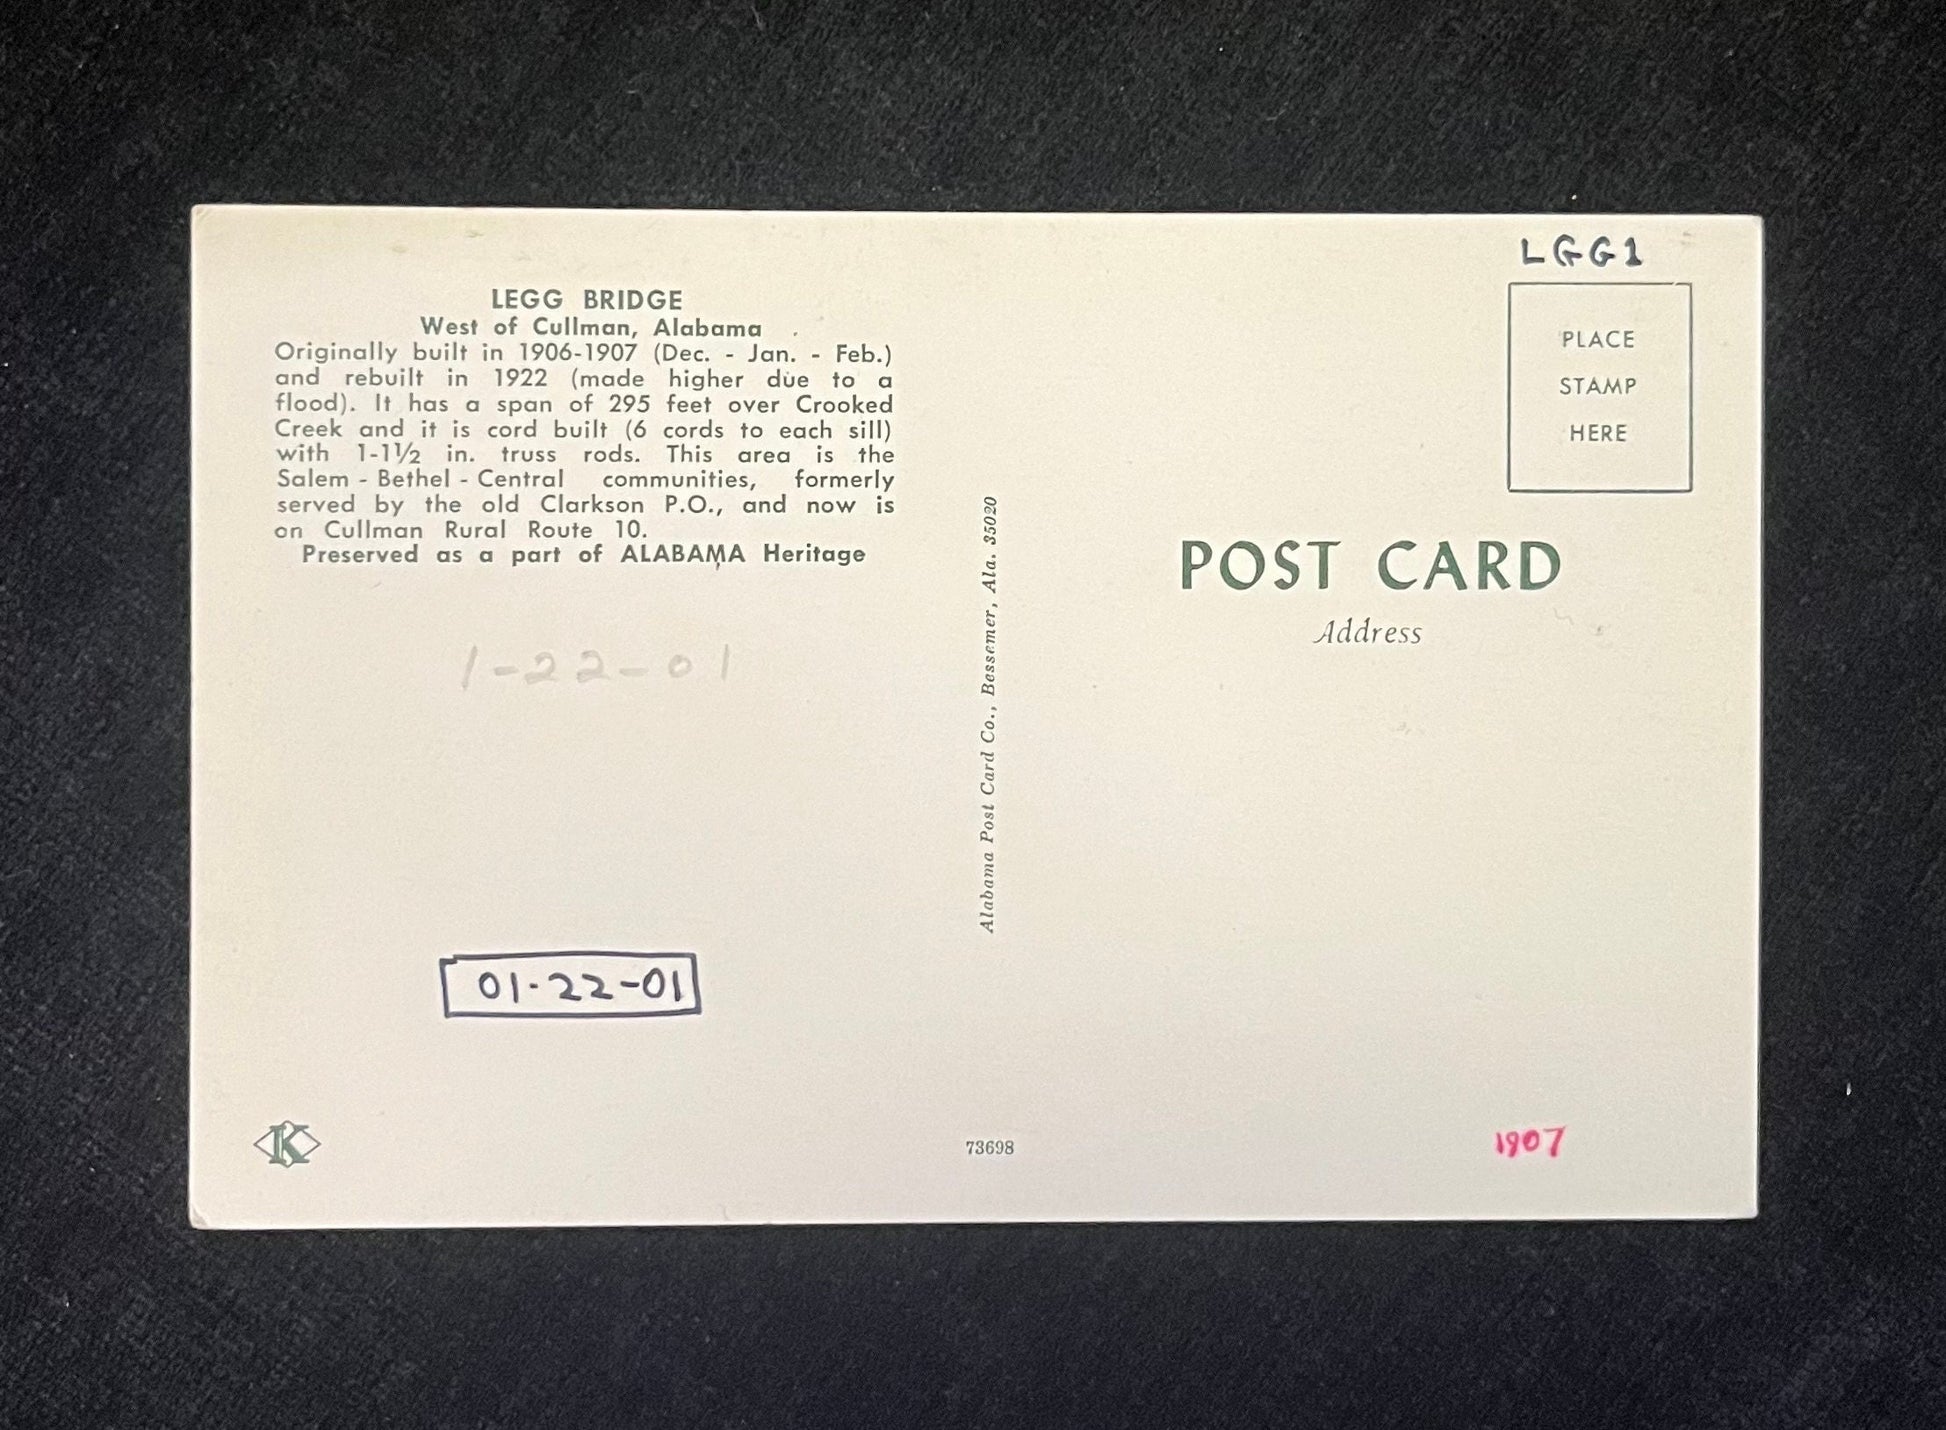 LEGG BRIDGE
West of Cullman, Alabama
Originally built in 1906-1907 (Dec. - Jan. - Feb.)
and rebuilt in 1922 (made higher due to a
flood). It has a span of 295 feet over Crooked
Creek and it is cord built (6 cords to each sill)
with 1-1½ in. truss rods. This area is the
Salem - Bethel - Central communities, formerly
served by the old Clarkson P.O., and now is
on Cullman Rural Route 10.
Preserved as a part of ALABAMA Heritage
1-22-01
01-22-01
K
Alabama Post Card Co., Bessemer, Ala. 35020
73698
LGG1
PLACE
STAMP
HERE
POST CARD
Address
1907